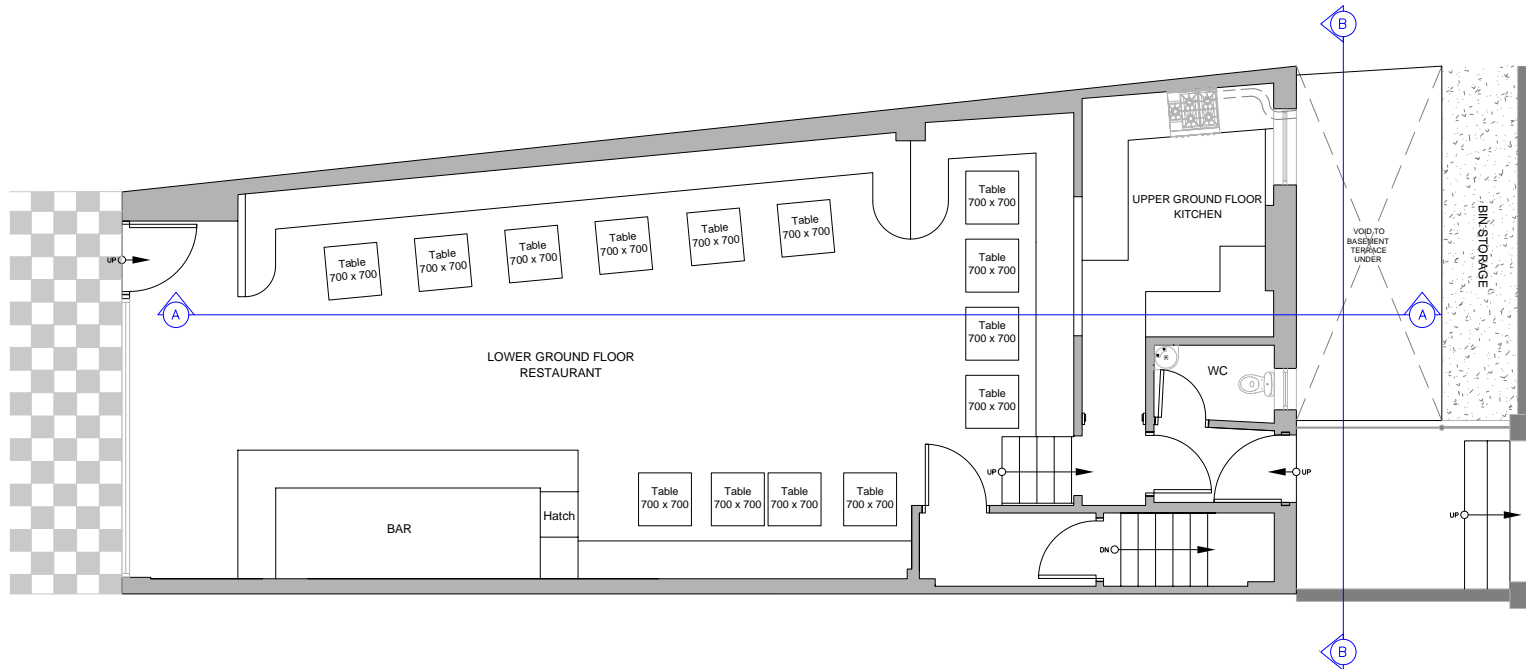 B
UPPER GROUND FLOOR
KITCHEN
Table
700 x 700
Table
700 x 700
Table
700 x 700
Table
700 x 700
Table
700 x 700
Table
700 x 700
Table
700 x 700
Table
700 x 700
Table
700 x 700
Table
700 x 700
UP
VOID TO
BASEMENT
TERRACE
UNDER
BIN STORAGE
A
A
LOWER GROUND FLOOR
RESTAURANT
WC
UP
UP
Table
700 x 700
Table
700 x 700
Table
700 x 700
Table
700 x 700
BAR
Hatch
UP
DN
B